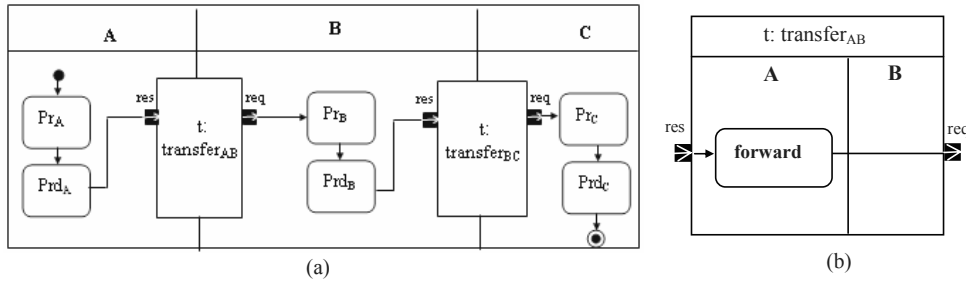 A
B
C
res
req
res
req
Pr_A
Prd_A
t:
transfer_AB
Pr_B
Prd_B
t:
transfer_BC
Pr_C
Prd_C
(a)
t: transfer_AB
A
B
res
req
forward
(b)